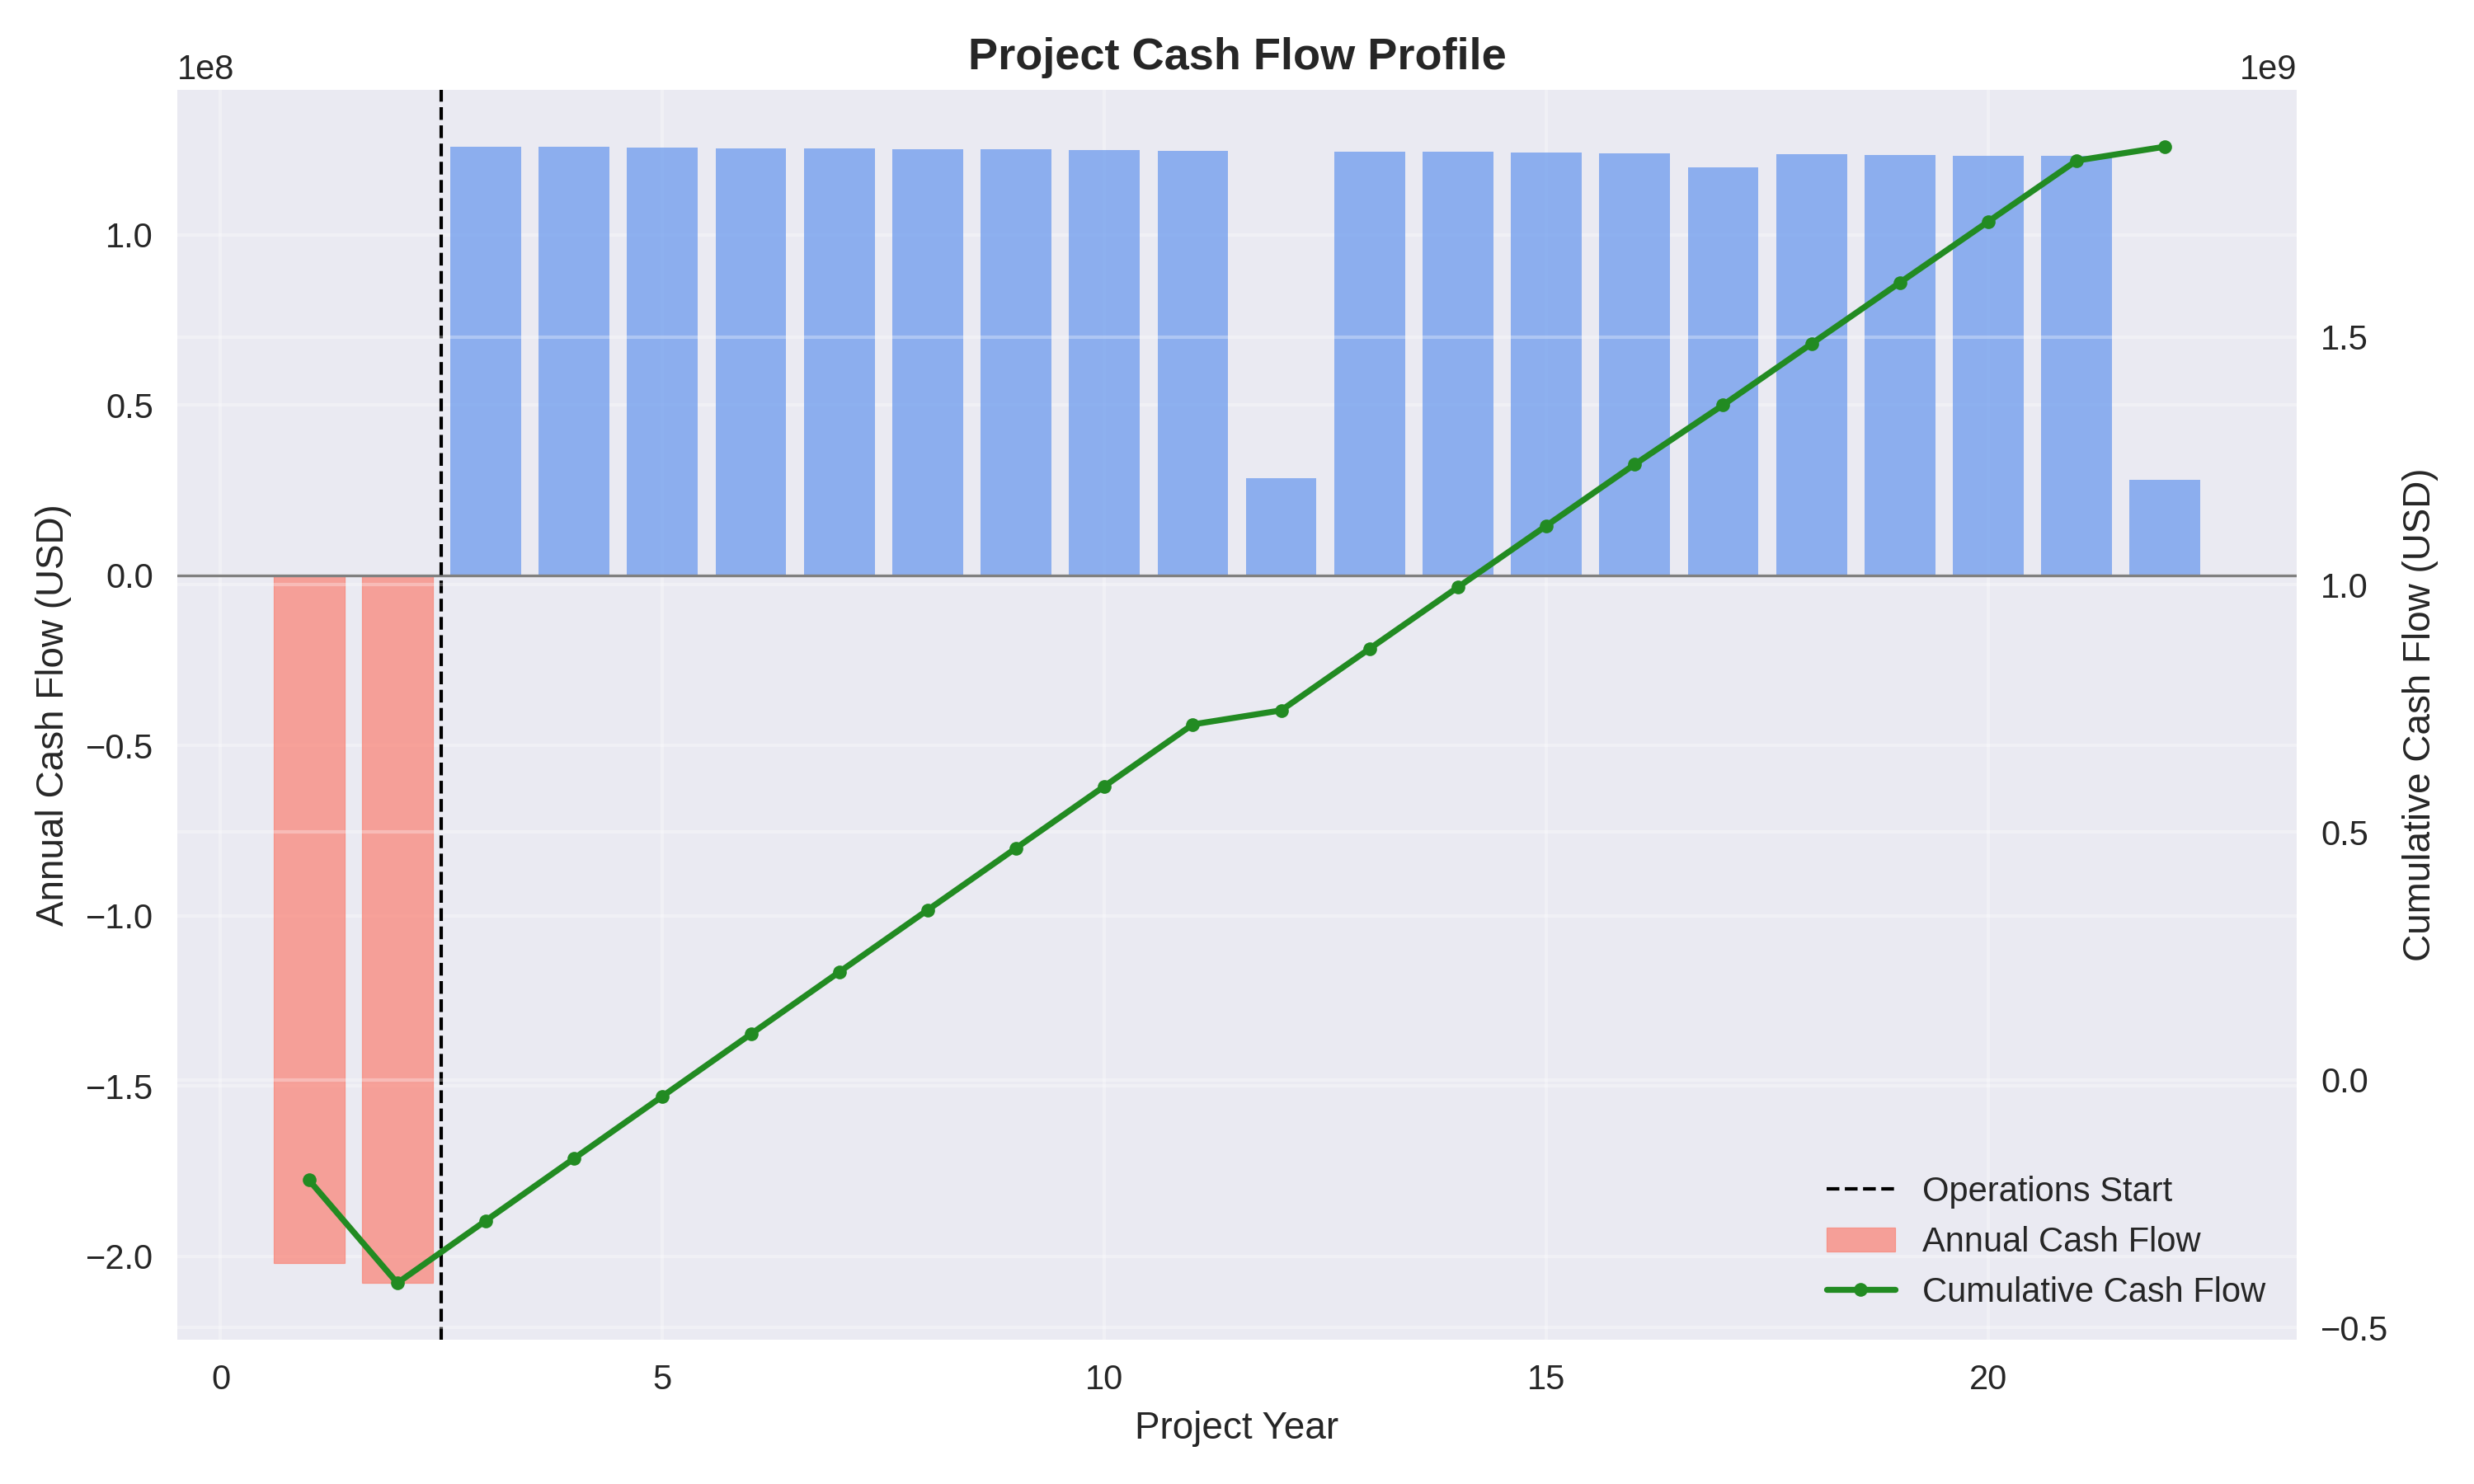 Project Cash Flow Profile
1e8
1e9
1.0
0.5
0.0
−0.5
−1.0
−1.5
−2.0
Annual Cash Flow (USD)
1.5
1.0
0.5
0.0
−0.5
Cumulative Cash Flow (USD)
Operations Start
Annual Cash Flow
Cumulative Cash Flow
0 5 10 15 20
Project Year